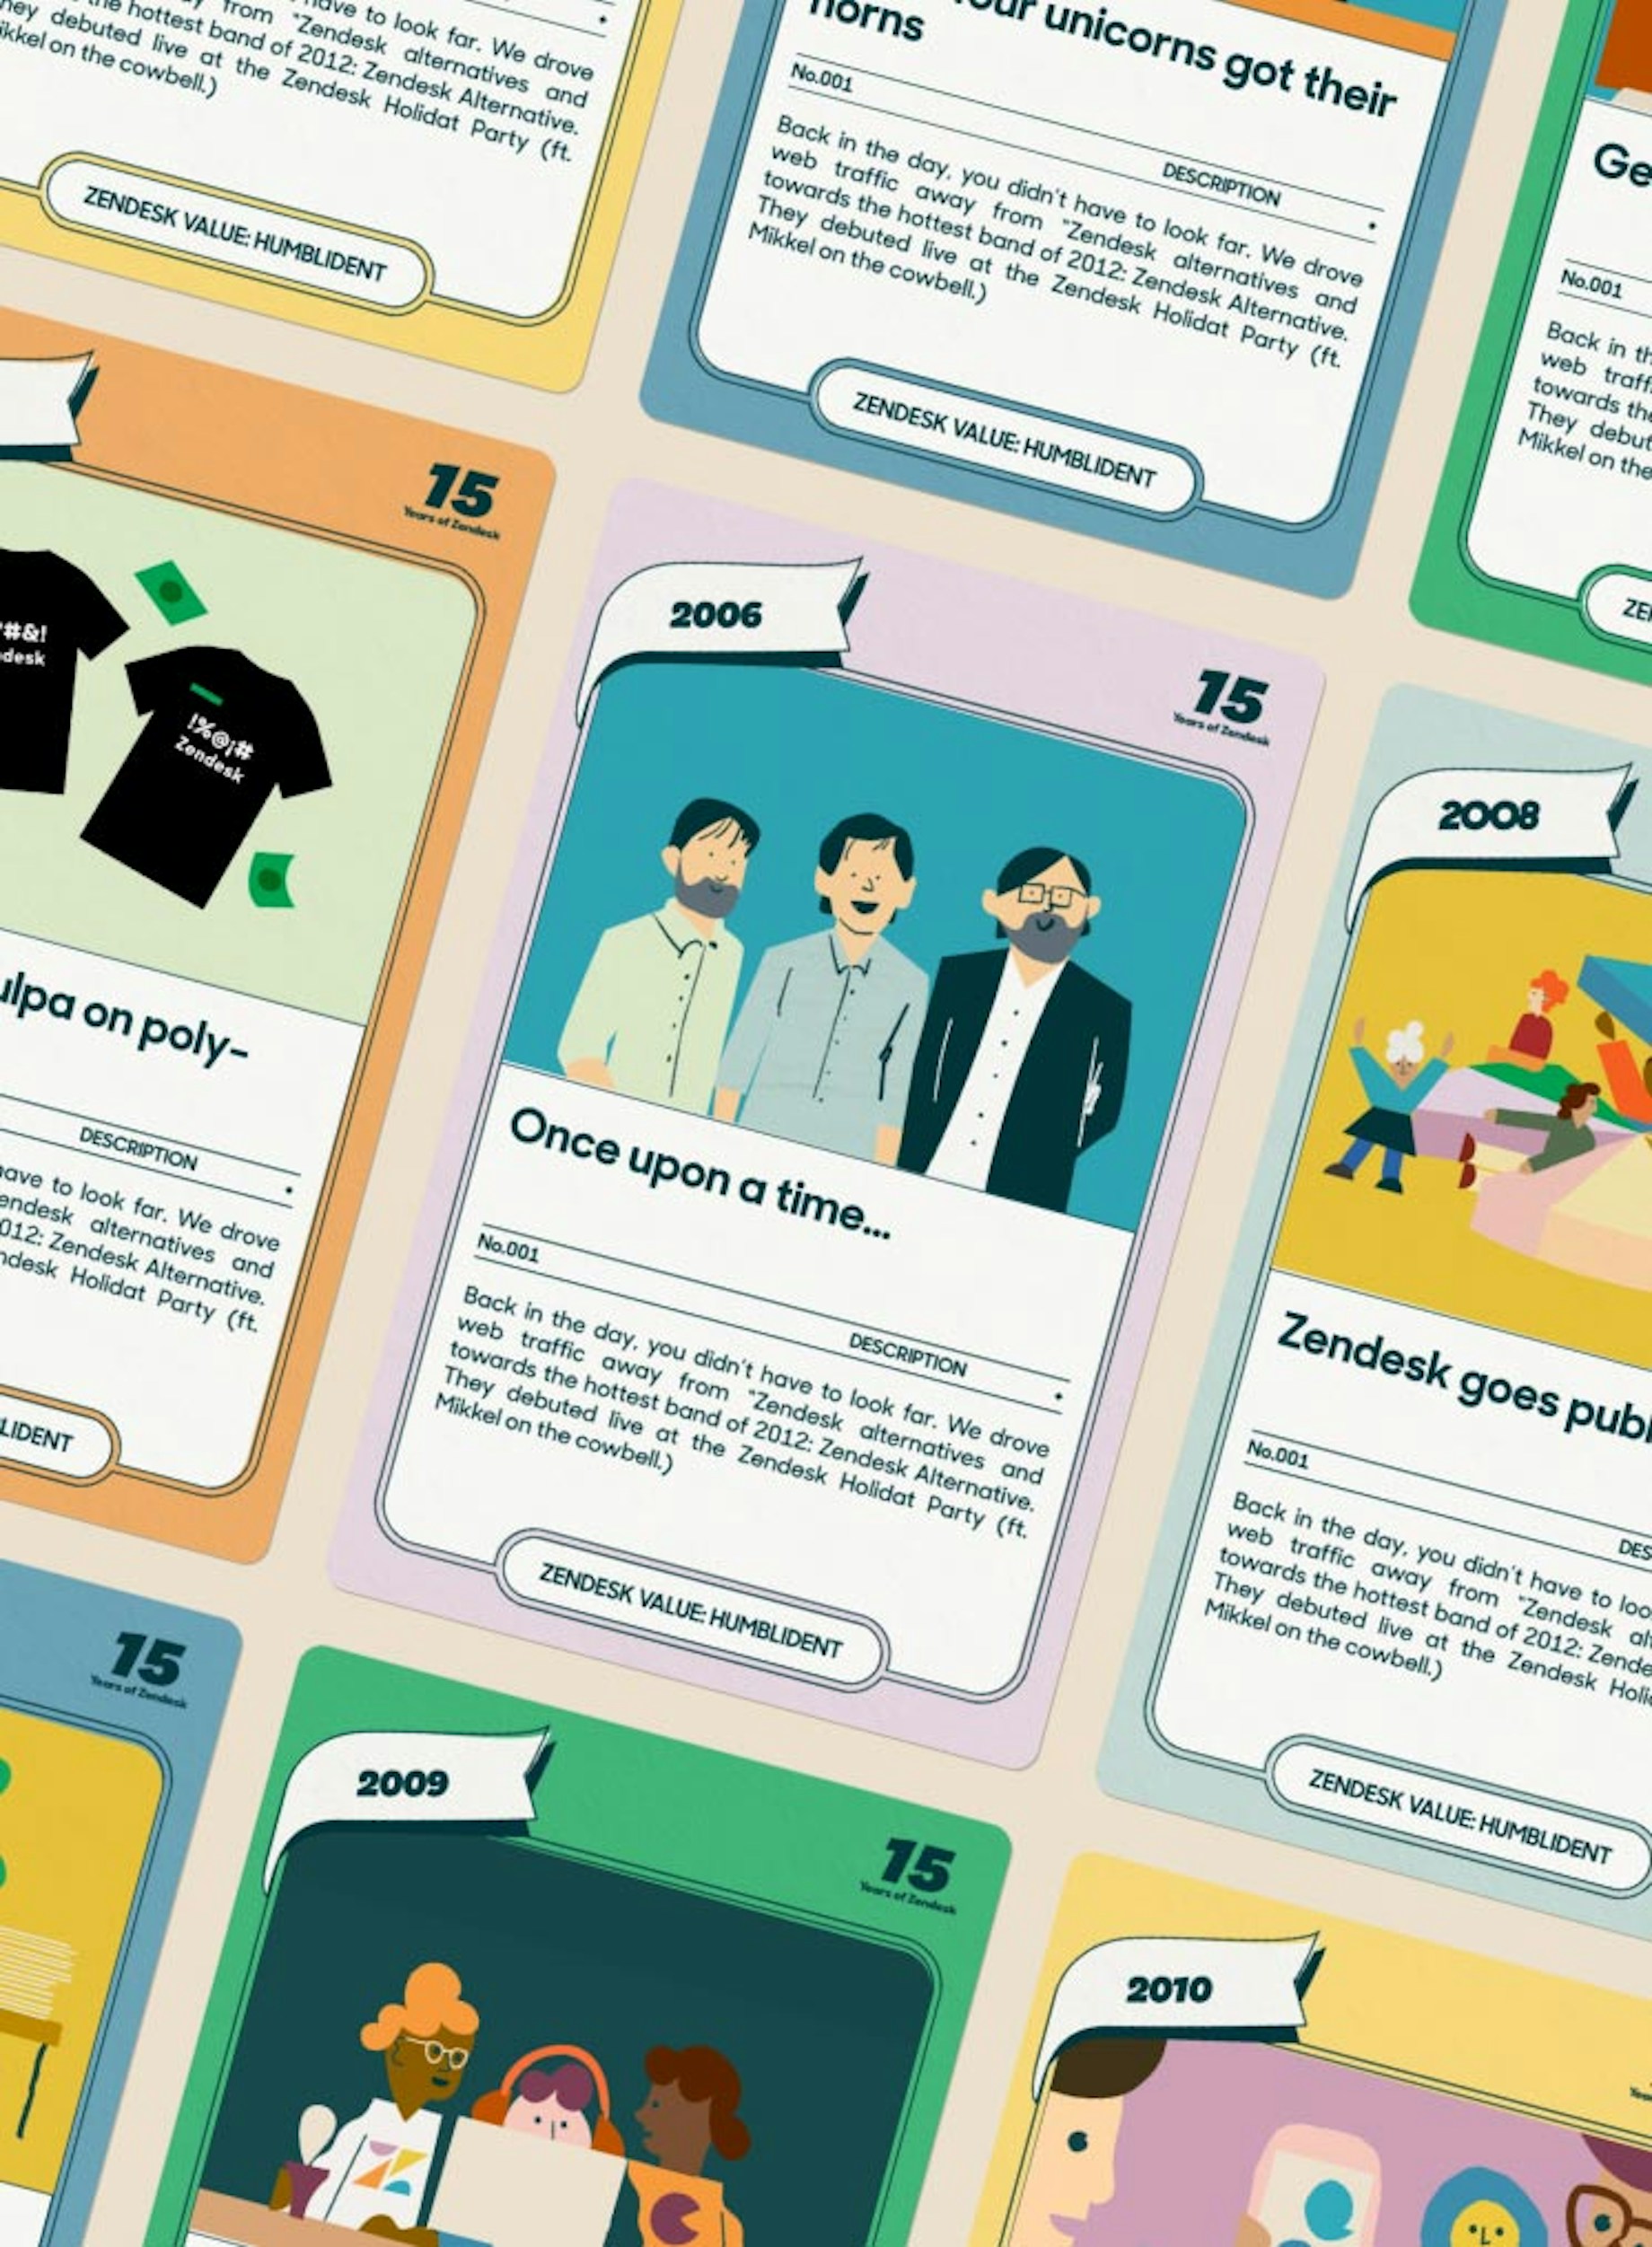 have to look far. We drove
from "Zendesk alternatives and
the hottest band of 2012: Zendesk Alternative.
They debuted live at the Zendesk Holidat Party (ft.
Mikkel on the cowbell.)
ZENDESK VALUE: HUMBLIDENT
our unicorns got their
horns
No.001
DESCRIPTION
Back in the day, you didn't have to look far. We drove
web traffic away from "Zendesk alternatives and
towards the hottest band of 2012: Zendesk Alternative.
They debuted live at the Zendesk Holidat Party (ft.
Mikkel on the cowbell.)
ZENDESK VALUE: HUMBLIDENT
Ge
No.001
Back in th
web traff
towards the
They debut
Mikkel on the
ZE
15
Years of Zendesk
#&!
desk
!%@¡#
Zendesk
ulpa on poly-
DESCRIPTION
have to look far. We drove
endesk alternatives and
012: Zendesk Alternative.
ndesk Holidat Party (ft.
LIDENT
2006
15
Years of Zendesk
Once upon a time...
No.001
DESCRIPTION
Back in the day, you didn't have to look far. We drove
web traffic away from "Zendesk alternatives and
towards the hottest band of 2012: Zendesk Alternative.
They debuted live at the Zendesk Holidat Party (ft.
Mikkel on the cowbell.)
ZENDESK VALUE: HUMBLIDENT
2008
Zendesk goes publ
No.001
DES
Back in the day, you didn't have to loo
web traffic away from "Zendesk alt
towards the hottest band of 2012: Zende
They debuted live at the Zendesk Holi
Mikkel on the cowbell.)
ZENDESK VALUE: HUMBLIDENT
15
Years of Zendesk
2009
15
Years of Zendesk
2010